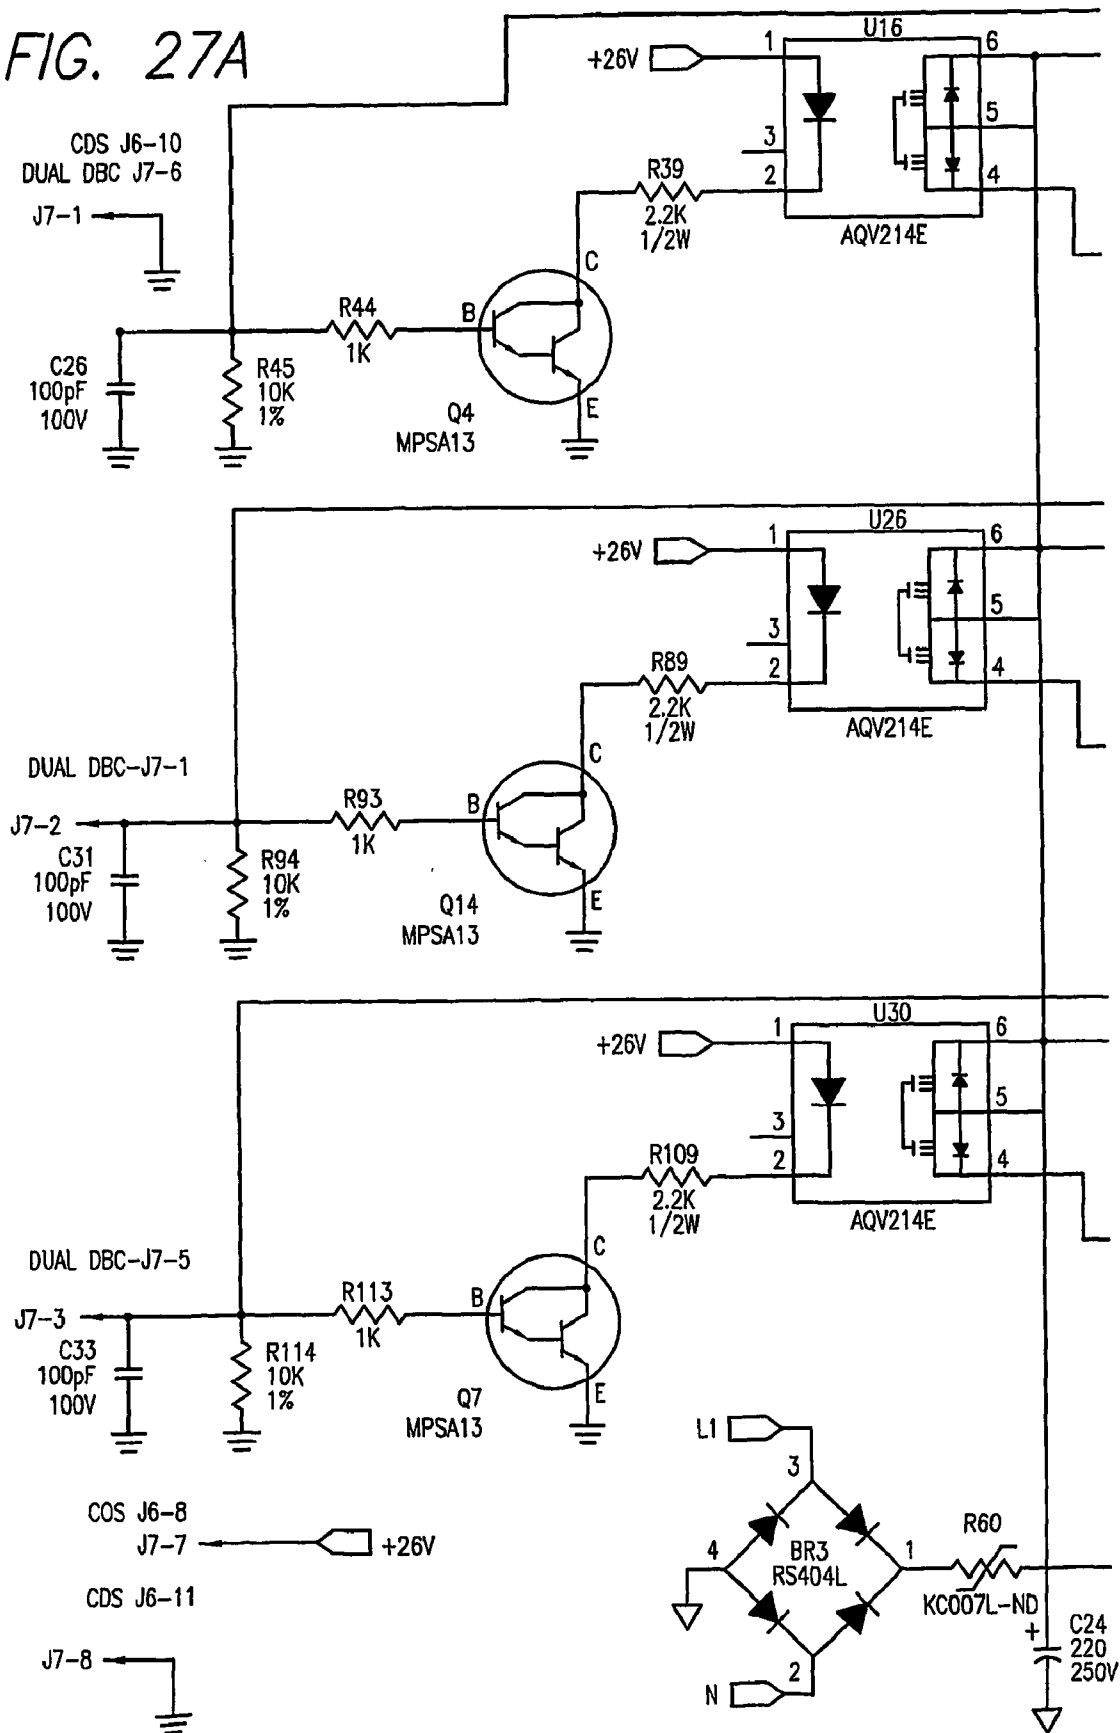 FIG. 27A
CDS J6-10
DUAL DBC J7-6
J7-1
+26V
1
U16
6
5
4
3
2
AQV214E
R39
2.2K
1/2W
C
B
E
R44
1K
C26
100pF
100V
R45
10K
1%
Q4
MPSA13
+26V
1
U26
6
5
4
3
2
AQV214E
R89
2.2K
1/2W
C
B
E
DUAL DBC-J7-1
J7-2
R93
1K
C31
100pF
100V
R94
10K
1%
Q14
MPSA13
+26V
1
U30
6
5
4
3
2
AQV214E
R109
2.2K
1/2W
C
B
E
DUAL DBC-J7-5
J7-3
R113
1K
C33
100pF
100V
R114
10K
1%
Q7
MPSA13
COS J6-8
J7-7
+26V
CDS J6-11
J7-8
L1
3
4
BR3
RS404L
1
2
N
R60
KC007L-ND
+
C24
220
250V